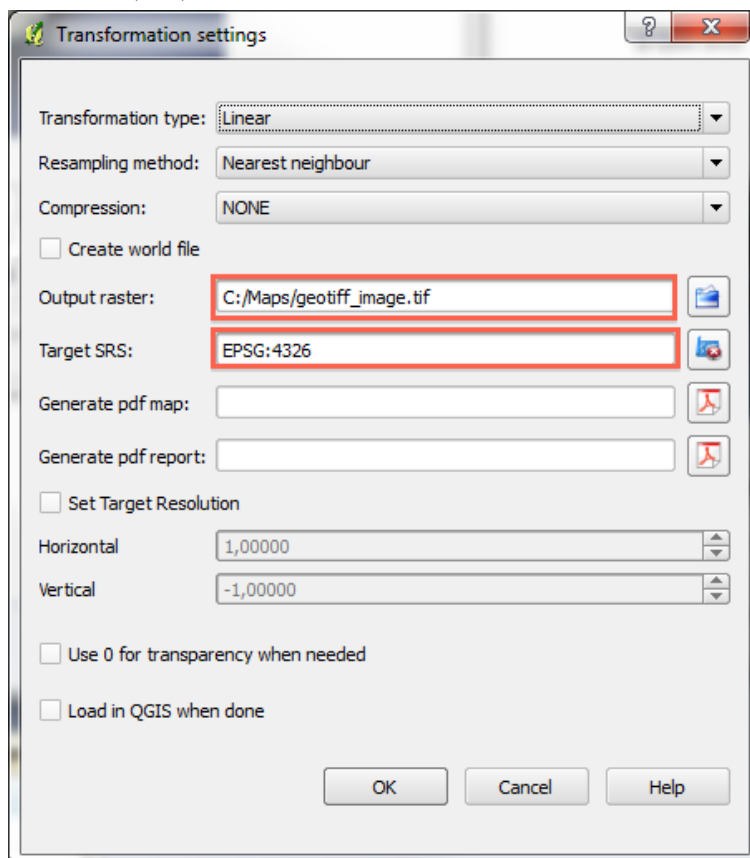 Transformation settings
Transformation type: Linear
Resampling method: Nearest neighbour
Compression: NONE
Create world file
Output raster: C:/Maps/geotiff_image.tif
Target SRS: EPSG:4326
Generate pdf map:
Generate pdf report:
Set Target Resolution
Horizontal 1,00000
Vertical -1,00000
Use 0 for transparency when needed
Load in QGIS when done
OK Cancel Help